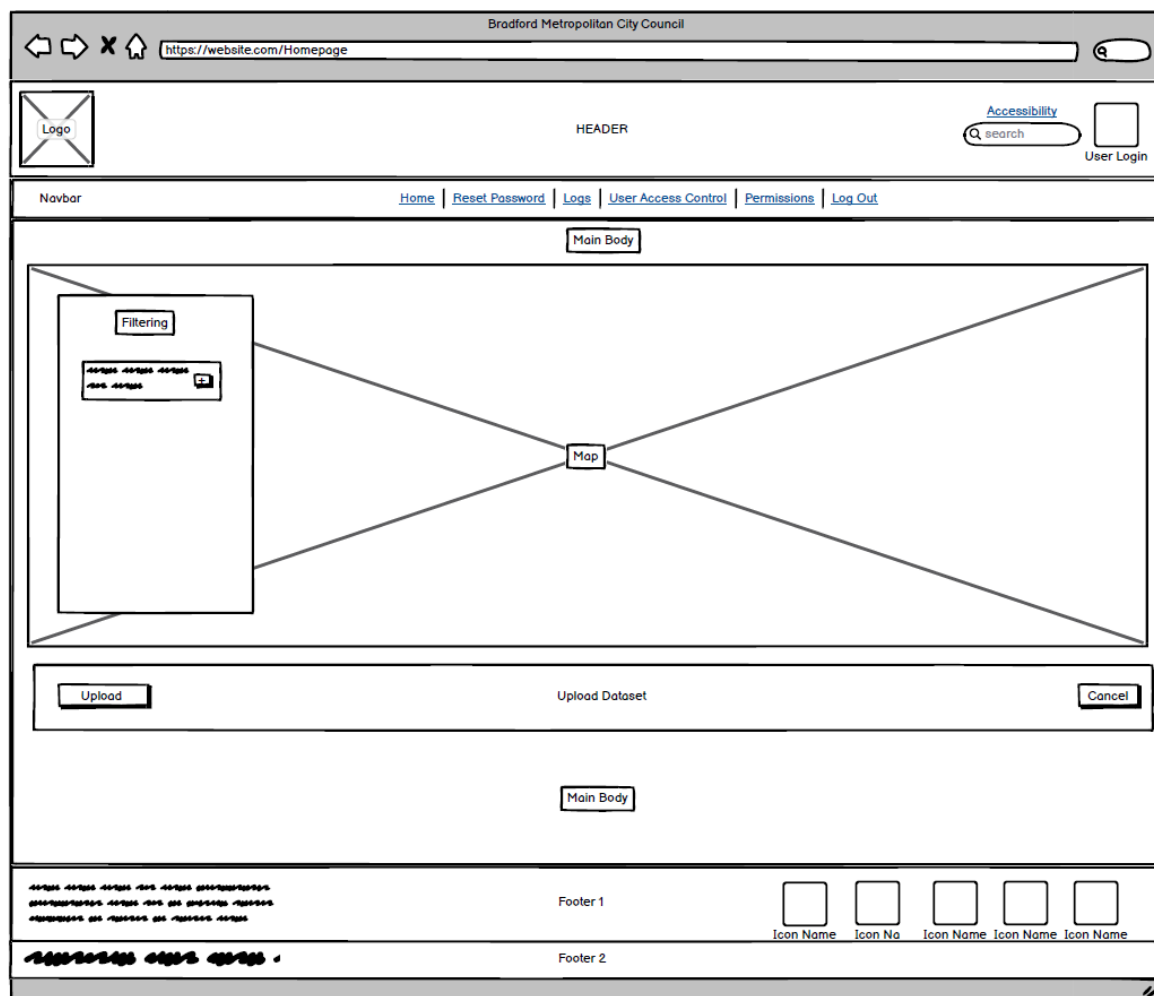 Bradford Metropolitan City Council
https://website.com/Homepage
Logo
HEADER
Accessibility
search
User Login
Navbar
Home | Reset Password | Logs | User Access Control | Permissions | Log Out
Main Body
Filtering
+
Map
Upload
Upload Dataset
Cancel
Main Body
Footer 1
Icon Name Icon Na Icon Name Icon Name Icon Name
Footer 2